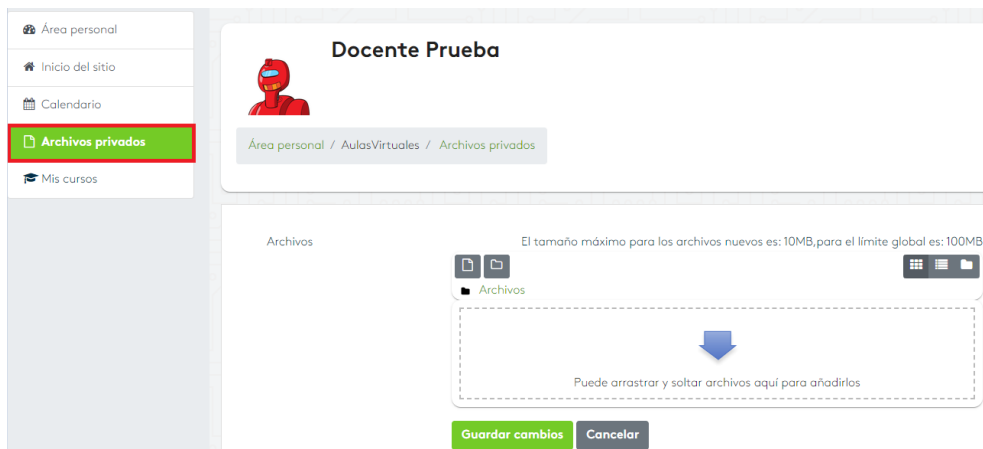 Área personal
Inicio del sitio
Calendario
Archivos privados
Mis cursos
Docente Prueba
Área personal / AulasVirtuales / Archivos privados
Archivos
El tamaño máximo para los archivos nuevos es: 10MB,para el límite global es: 100MB
Archivos
Puede arrastrar y soltar archivos aquí para añadirlos
Guardar cambios Cancelar